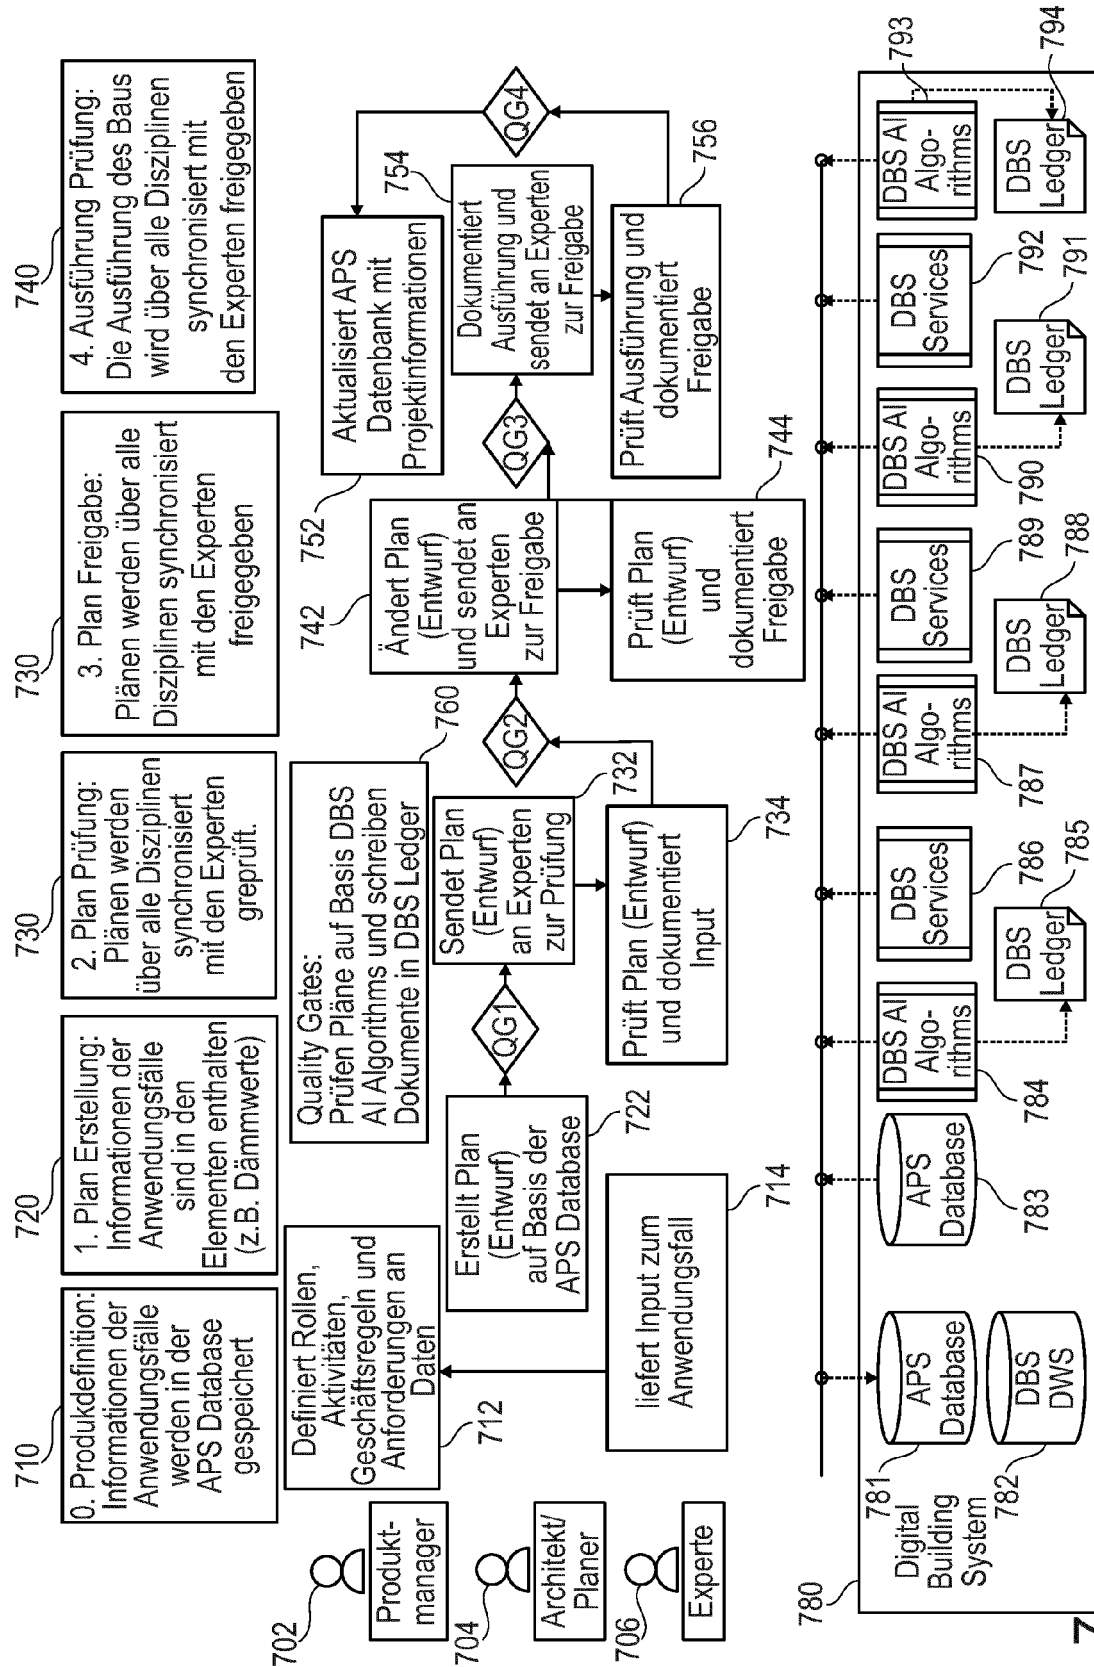 710
0. Produkdefinition:
Informationen der
Anwendungsfälle
werden in der
APS Database
gespeichert
720
1. Plan Erstellung:
Informationen der
Anwendungsfälle
sind in den
Elementen enthalten
(z.B. Dämmwerte)
730
2. Plan Prüfung:
Plänen werden
über alle Disziplinen
synchronisiert
mit den Experten
greprüft.
730
3. Plan Freigabe:
Plänen werden über alle
Disziplinen synchronisiert
mit den Experten
freigegeben
740
4. Ausführung Prüfung:
Die Ausführung des Baus
wird über alle Disziplinen
synchronisiert mit
den Experten freigegeben
702
Produkt-
manager
Definiert Rollen,
Aktivitäten,
Geschäftsregeln und
Anforderungen an
Daten
712
Quality Gates:
Prüfen Pläne auf Basis DBS
AI Algorithms und schreiben
Dokumente in DBS Ledger
760
752
Aktualisiert APS
Datenbank mit
Projektinformationen
704
Architekt/
Planer
Erstellt Plan
(Entwurf)
auf Basis der
APS Database
722
QG1
Sendet Plan
(Entwurf)
an Experten
zur Prüfung
732
QG2
742
Ändert Plan
(Entwurf)
und sendet an
Experten
zur Freigabe
QG3
754
Dokumentiert
Ausführung und
sendet an Experten
zur Freigabe
QG4
706
Experte
liefert Input zum
Anwendungsfall
714
Prüft Plan (Entwurf)
und dokumentiert
Input
734
Prüft Plan
(Entwurf)
und
dokumentiert
Freigabe
744
Prüft Ausführung und
dokumentiert
Freigabe
756
780
Digital
Building
System
781
APS
Database
782
DBS
DWS
APS
Database
783
DBS AI
Algo-
rithms
784
DBS
Ledger
785
DBS
Services
786
DBS AI
Algo-
rithms
787
DBS
Ledger
788
DBS
Services
789
DBS AI
Algo-
rithms
790
DBS
Ledger
791
DBS
Services
792
DBS AI
Algo-
rithms
793
DBS
Ledger
794
7